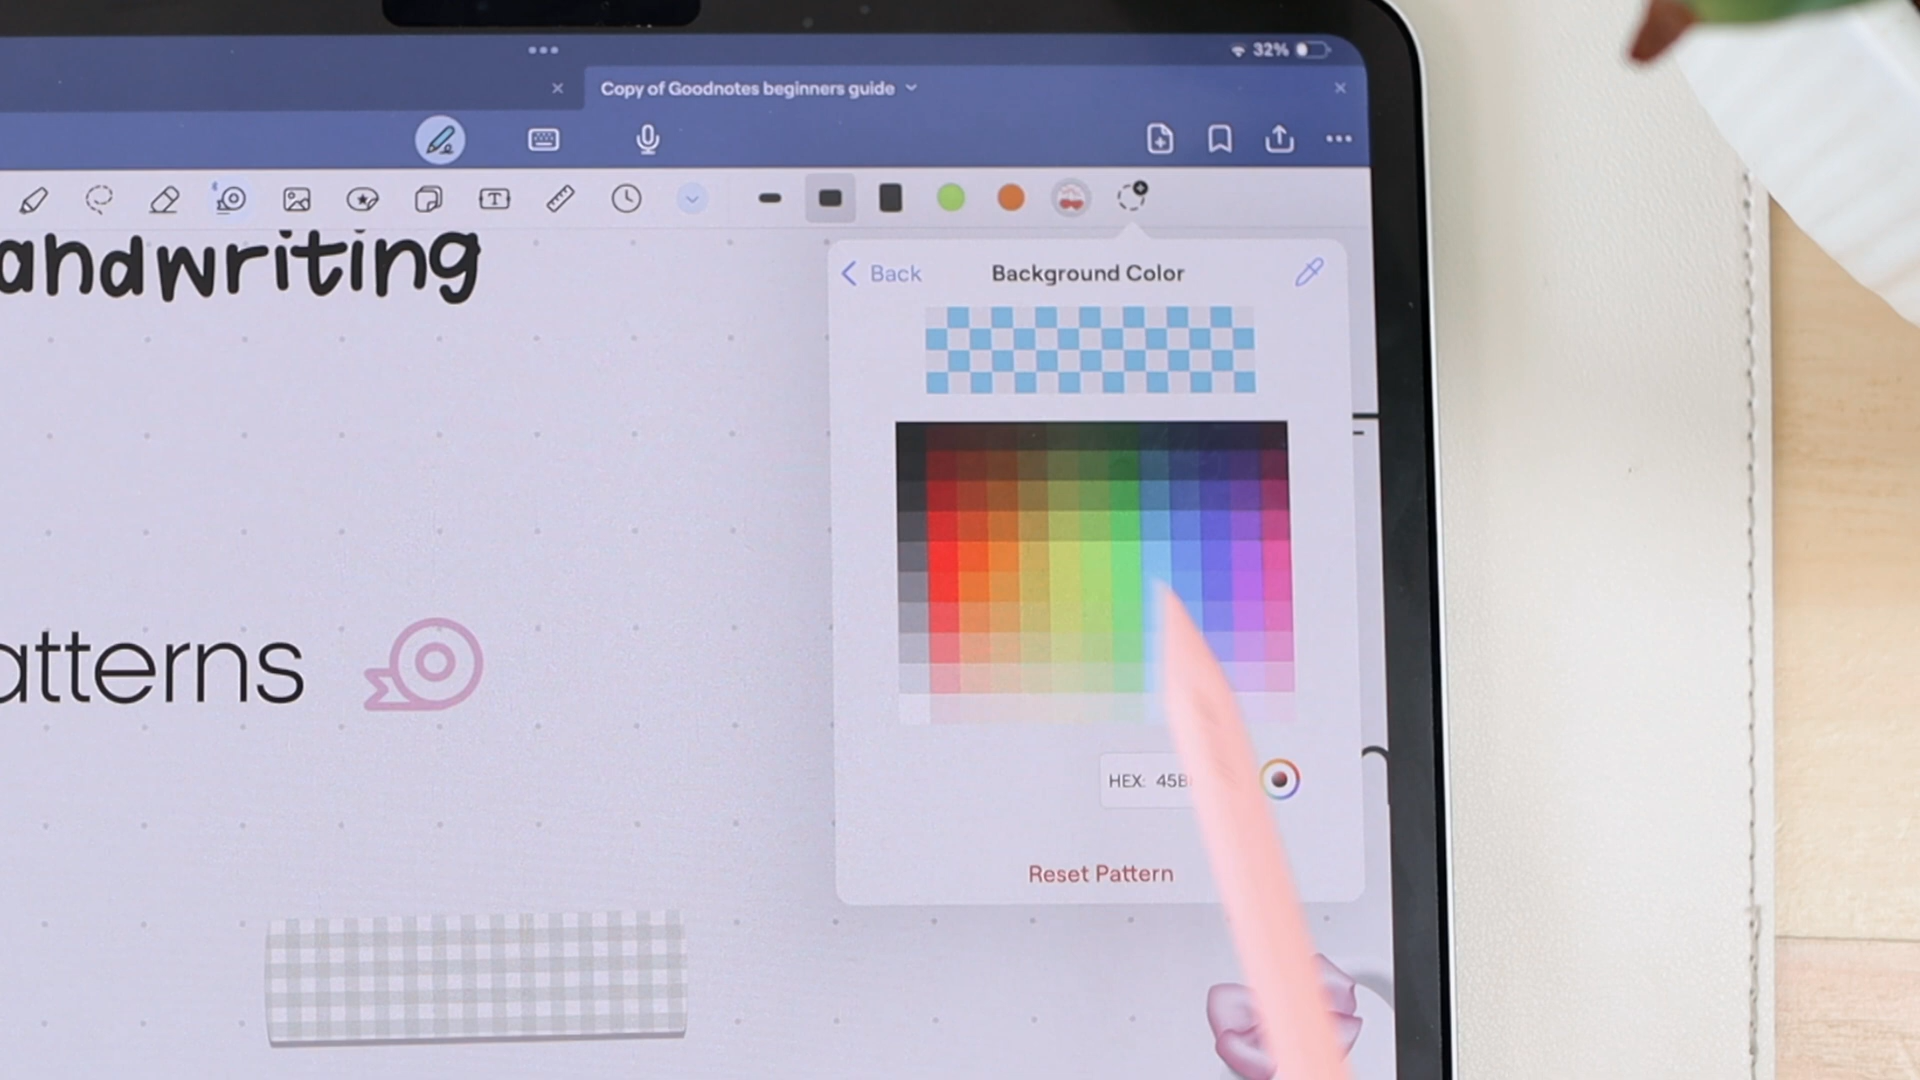 32%
Copy of Goodnotes beginners guide
T
andwriting
Back
Background Color
atterns
HEX: 45B
Reset Pattern